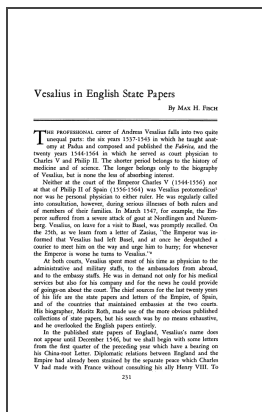 Vesalius in English State Papers
By MAX H. FISCH
THE PROFESSIONAL career of Andreas Vesalius falls into two quite
unequal parts: the six years 1537-1543 in which he taught anat-
omy at Padua and composed and published the Fabrica, and the
twenty years 1544-1564 in which he served as court physician to
Charles V and Philip II. The shorter period belongs to the history of
medicine and of science. The longer belongs only to the biography
of Vesalius, but is none the less of absorbing interest.
Neither at the court of the Emperor Charles V (1544-1556) nor
at that of Philip II of Spain (1556-1564) was Vesalius protomedicus¹
nor was he personal physician to either ruler. He was regularly called
into consultation, however, during serious illnesses of both rulers and
of members of their families. In March 1547, for example, the Em-
peror suffered from a severe attack of gout at Nordlingen and Nurem-
berg. Vesalius, on leave for a visit to Basel, was promptly recalled. On
the 25th, as we learn from a letter of Zasius, "the Emperor was in-
formed that Vesalius had left Basel, and at once he despatched a
courier to meet him on the way and urge him to hurry; for whenever
the Emperor is worse he turns to Vesalius."²
At both courts, Vesalius spent most of his time as physician to the
administrative and military staffs, to the ambassadors from abroad,
and to the embassy staffs. He was in demand not only for his medical
services but also for his company and for the news he could provide
of goings-on about the court. The chief sources for the last twenty years
of his life are the state papers and letters of the Empire, of Spain,
and of the countries that maintained embassies at the two courts.
His biographer, Moritz Roth, made use of the more obvious published
collections of state papers, but his search was by no means exhaustive,
and he overlooked the English papers entirely.
In the published state papers of England, Vesalius's name does
not appear until December 1546, but we shall begin with some letters
from the first quarter of the preceding year which have a bearing on
his China-root Letter. Diplomatic relations between England and the
Empire had already been strained by the separate peace which Charles
V had made with France without consulting his ally Henry VIII. To
231